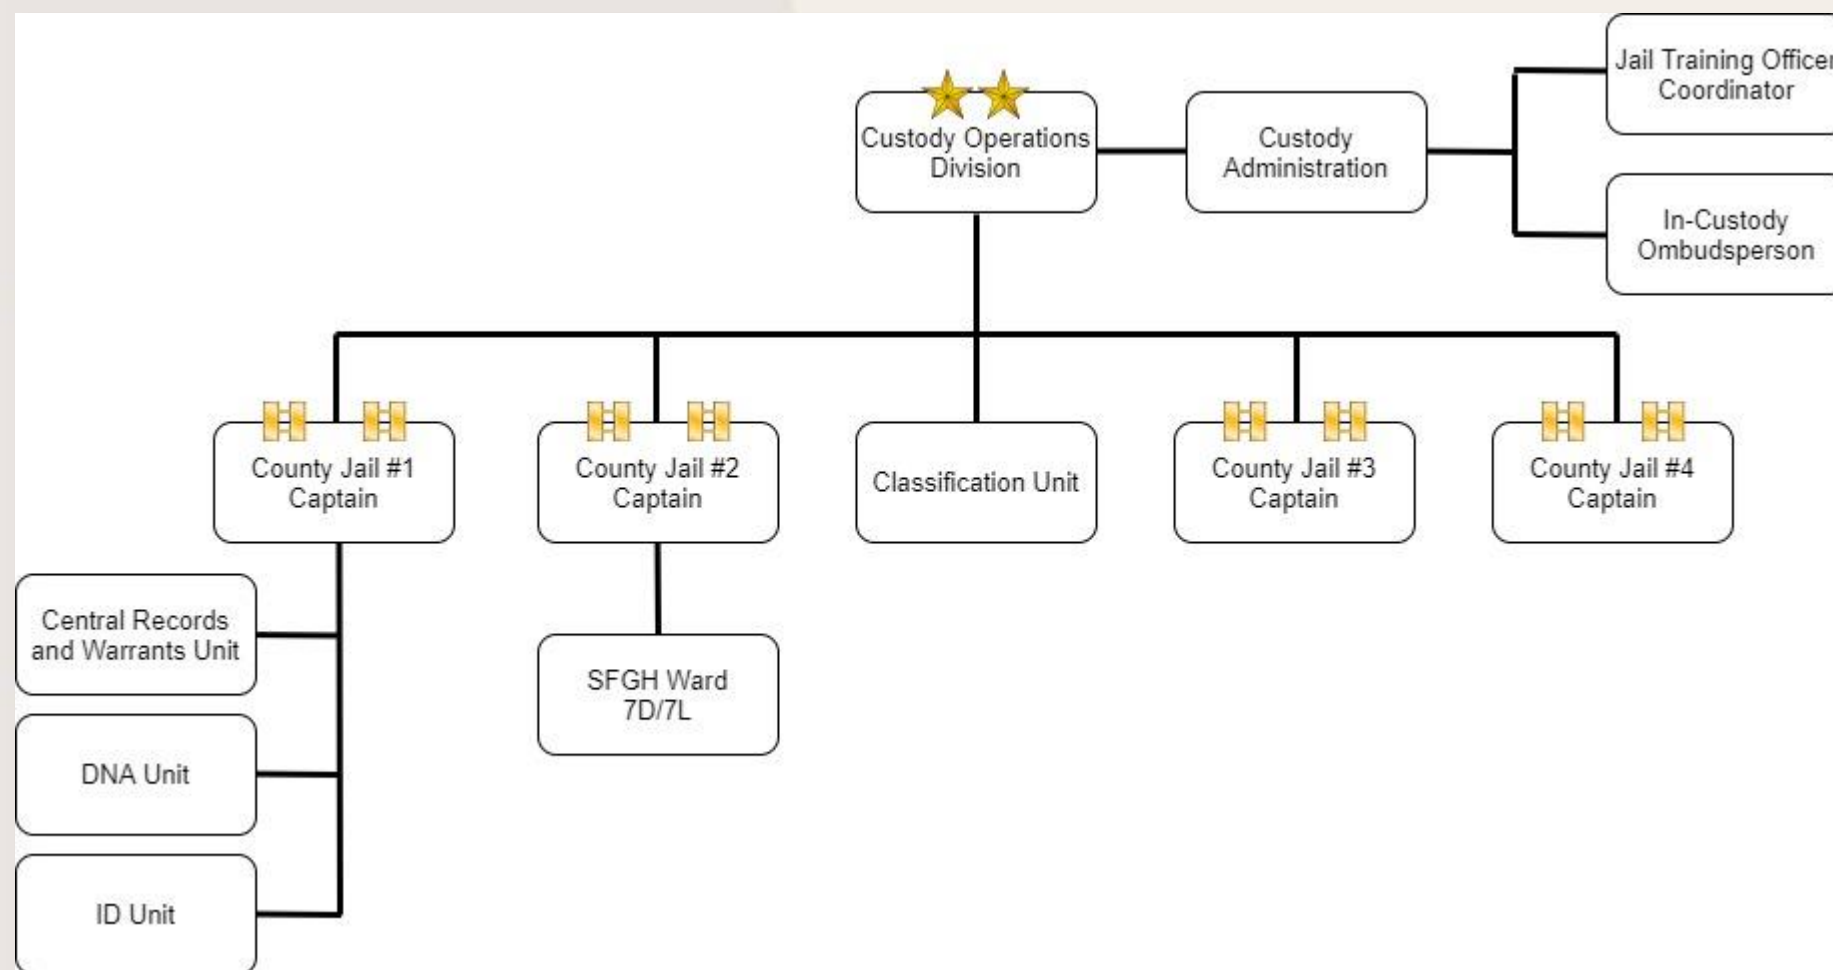 Jail Training Officer
Coordinator
Custody Operations
Division
Custody
Administration
In-Custody
Ombudsperson
County Jail #1
Captain
County Jail #2
Captain
Classification Unit
County Jail #3
Captain
County Jail #4
Captain
Central Records
and Warrants Unit
SFGH Ward
7D/7L
DNA Unit
ID Unit